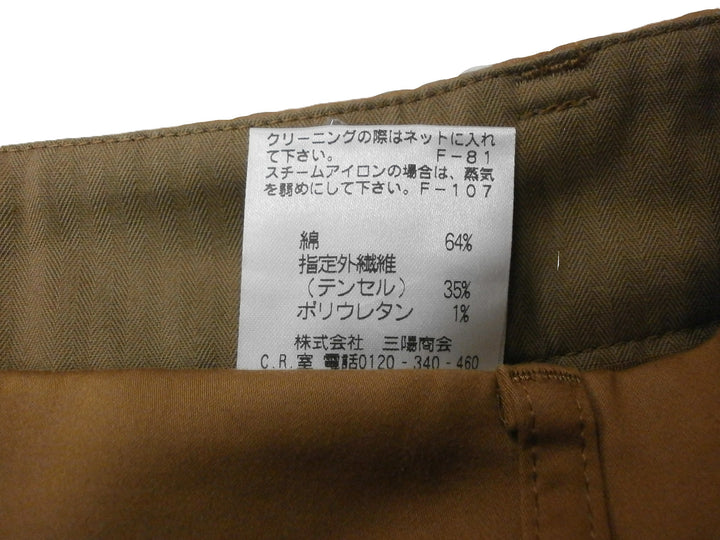 クリーニングの際はネットに入れ
て下さい。 F-81
スチームアイロンの場合は、蒸気
を弱めにして下さい。F-107
綿 64%
指定外繊維
（テンセル） 35%
ポリウレタン 1%
株式会社 三陽商会
C.R.室 電話0120-340-460